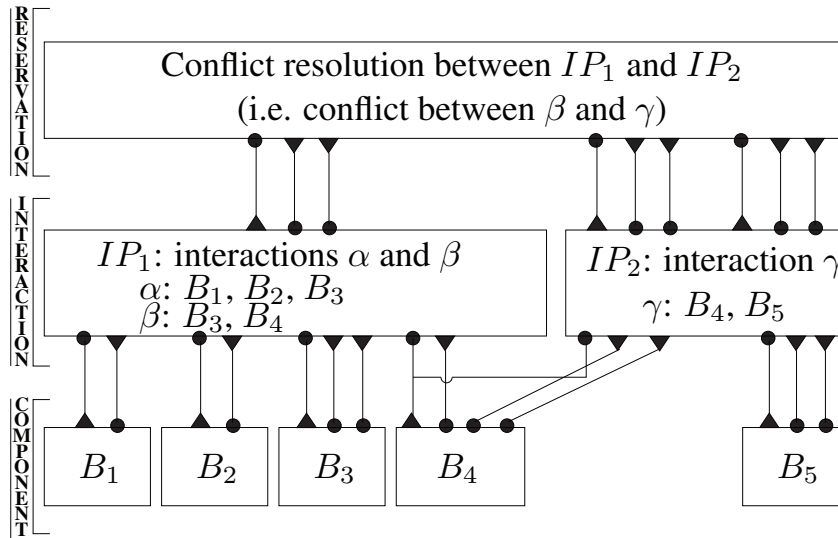 RESERVATION
Conflict resolution between IP₁ and IP₂
(i.e. conflict between β and γ)
INTERACTION
IP₁: interactions α and β
α: B₁, B₂, B₃
β: B₃, B₄
IP₂: interaction γ
γ: B₄, B₅
COMPONENT
B₁
B₂
B₃
B₄
B₅